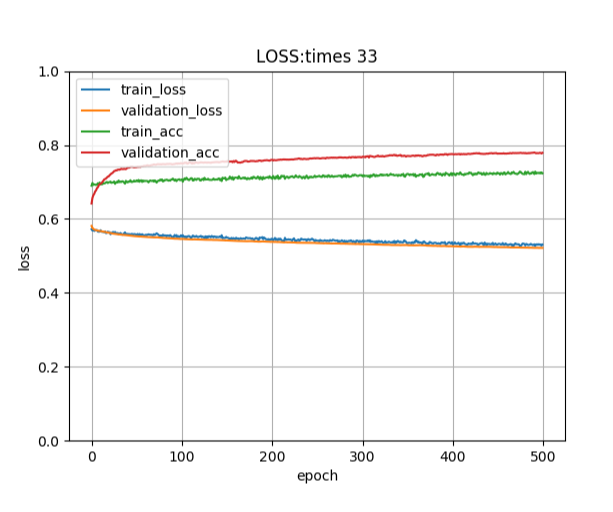 LOSS:times 33
1.0
0.8
0.6
0.4
0.2
0.0
loss
train_loss
validation_loss
train_acc
validation_acc
0 100 200 300 400 500
epoch